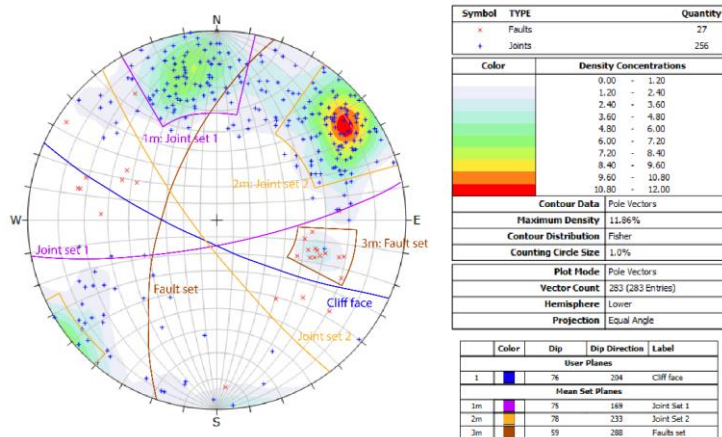 N
1m: Joint set 1
2m: Joint set 2
W
E
Joint set 1
3m: Fault set
Fault set
Cliff face
Joint set 2
S
Symbol TYPE Quantity
× Faults 27
+ Joints 256
Color Density Concentrations
0.00 - 1.20
1.20 - 2.40
2.40 - 3.60
3.60 - 4.80
4.80 - 6.00
6.00 - 7.20
7.20 - 8.40
8.40 - 9.60
9.60 - 10.80
10.80 - 12.00
Contour Data Pole Vectors
Maximum Density 11.86%
Contour Distribution Fisher
Counting Circle Size 1.0%
Plot Mode Pole Vectors
Vector Count 283 (283 Entries)
Hemisphere Lower
Projection Equal Angle
Color Dip Dip Direction Label
User Planes
1 76 204 Cliff face
Mean Set Planes
1m 75 169 Joint Set 1
2m 78 233 Joint Set 2
3m 59 288 Faults set